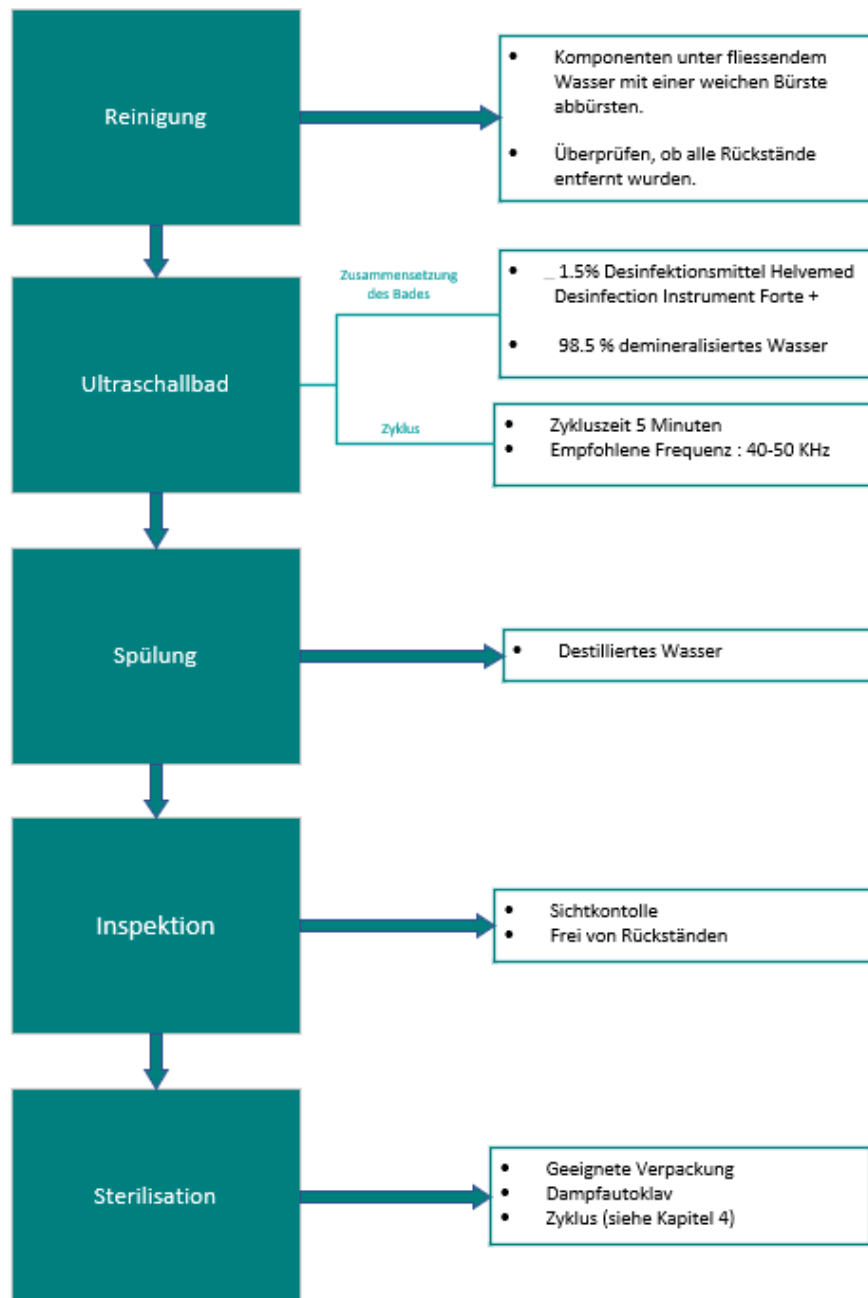 Reinigung
• Komponenten unter fliessendem
Wasser mit einer weichen Bürste
abbürsten.
• Überprüfen, ob alle Rückstände
entfernt wurden.
Ultraschallbad
Zusammensetzung
des Bades
• _ 1.5% Desinfektionsmittel Helvemed
Desinfection Instrument Forte +
• 98.5 % demineralisiertes Wasser
Zyklus
• Zykluszeit 5 Minuten
• Empfohlene Frequenz : 40-50 KHz
Spülung
• Destilliertes Wasser
Inspektion
• Sichtkontolle
• Frei von Rückständen
Sterilisation
• Geeignete Verpackung
• Dampfautoklav
• Zyklus (siehe Kapitel 4)